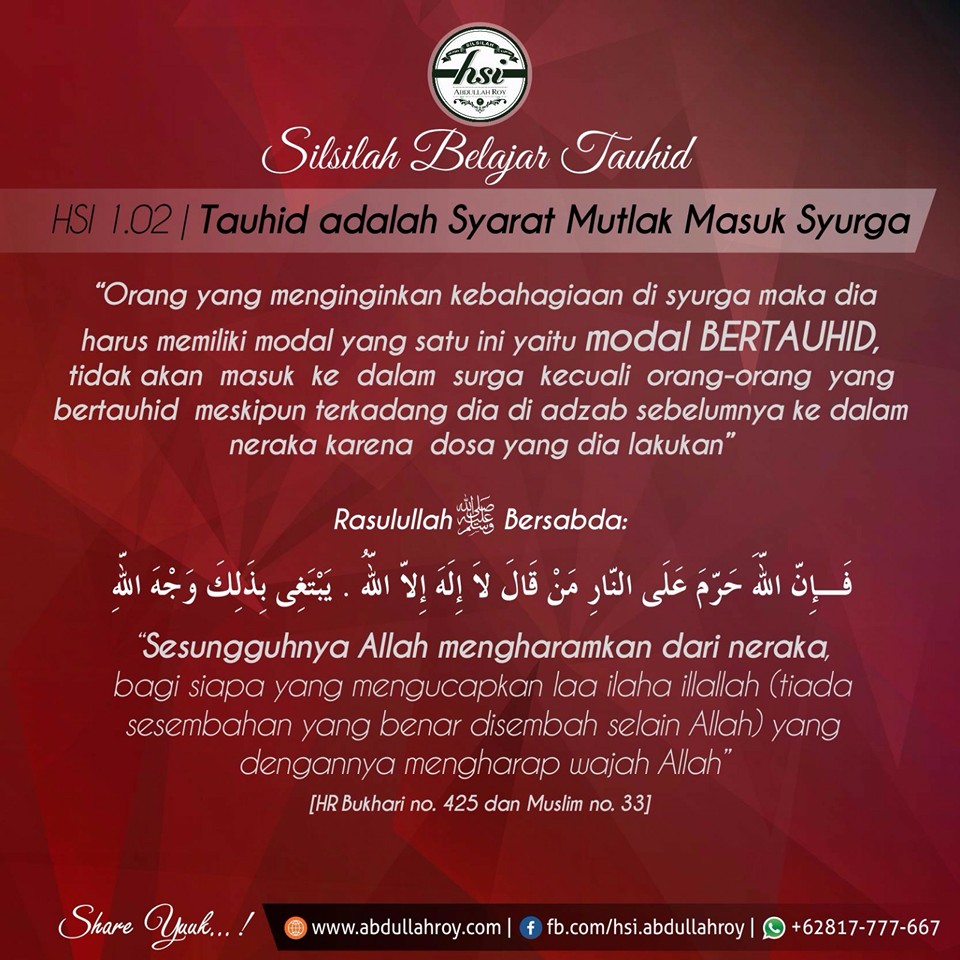 SILSILAH
hsi
ABDULLAH ROY
Silsilah Belajar Tauhid
HSI 1.02 | Tauhid adalah Syarat Mutlak Masuk Syurga
“Orang yang menginginkan kebahagiaan di syurga maka dia
harus memiliki modal yang satu ini yaitu modal BERTAUHID,
tidak akan masuk ke dalam surga kecuali orang-orang yang
bertauhid meskipun terkadang dia di adzab sebelumnya ke dalam
neraka karena dosa yang dia lakukan”
Rasulullah ﷺ Bersabda:
فَـــإِنَّ اللَّهَ حَرَّمَ عَلَى النَّارِ مَنْ قَالَ لاَ إِلَهَ إِلاَّ اللَّهُ . يَبْتَغِى بِذَلِكَ وَجْهَ اللَّهِ
“Sesungguhnya Allah mengharamkan dari neraka,
bagi siapa yang mengucapkan laa ilaha illallah (tiada
sesembahan yang benar disembah selain Allah) yang
dengannya mengharap wajah Allah”
[HR Bukhari no. 425 dan Muslim no. 33]
Share Yuuk... ! www.abdullahroy.com | fb.com/hsi.abdullahroy | +62817-777-667